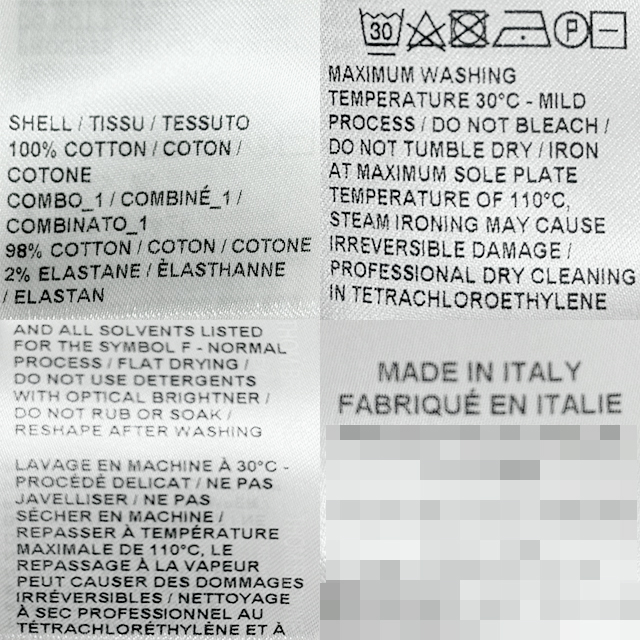 SHELL / TISSU / TESSUTO
100% COTTON / COTON /
COTONE
COMBO_1 / COMBINÉ_1 /
COMBINATO_1
98% COTTON / COTON / COTONE
2% ELASTANE / ÈLASTHANNE
/ ELASTAN
30
P
MAXIMUM WASHING
TEMPERATURE 30°C - MILD
PROCESS / DO NOT BLEACH /
DO NOT TUMBLE DRY / IRON
AT MAXIMUM SOLE PLATE
TEMPERATURE OF 110°C,
STEAM IRONING MAY CAUSE
IRREVERSIBLE DAMAGE /
PROFESSIONAL DRY CLEANING
IN TETRACHLOROETHYLENE
AND ALL SOLVENTS LISTED
FOR THE SYMBOL F - NORMAL
PROCESS / FLAT DRYING /
DO NOT USE DETERGENTS
WITH OPTICAL BRIGHTNER /
DO NOT RUB OR SOAK /
RESHAPE AFTER WASHING
LAVAGE EN MACHINE À 30°C -
PROCÉDÉ DELICAT / NE PAS
JAVELLISER / NE PAS
SÉCHER EN MACHINE /
REPASSER À TEMPÉRATURE
MAXIMALE DE 110°C, LE
REPASSAGE À LA VAPEUR
PEUT CAUSER DES DOMMAGES
IRRÉVERSIBLES / NETTOYAGE
À SEC PROFESSIONNEL AU
TÉTRACHLORÉTHYLÈNE ET À
MADE IN ITALY
FABRIQUÉ EN ITALIE